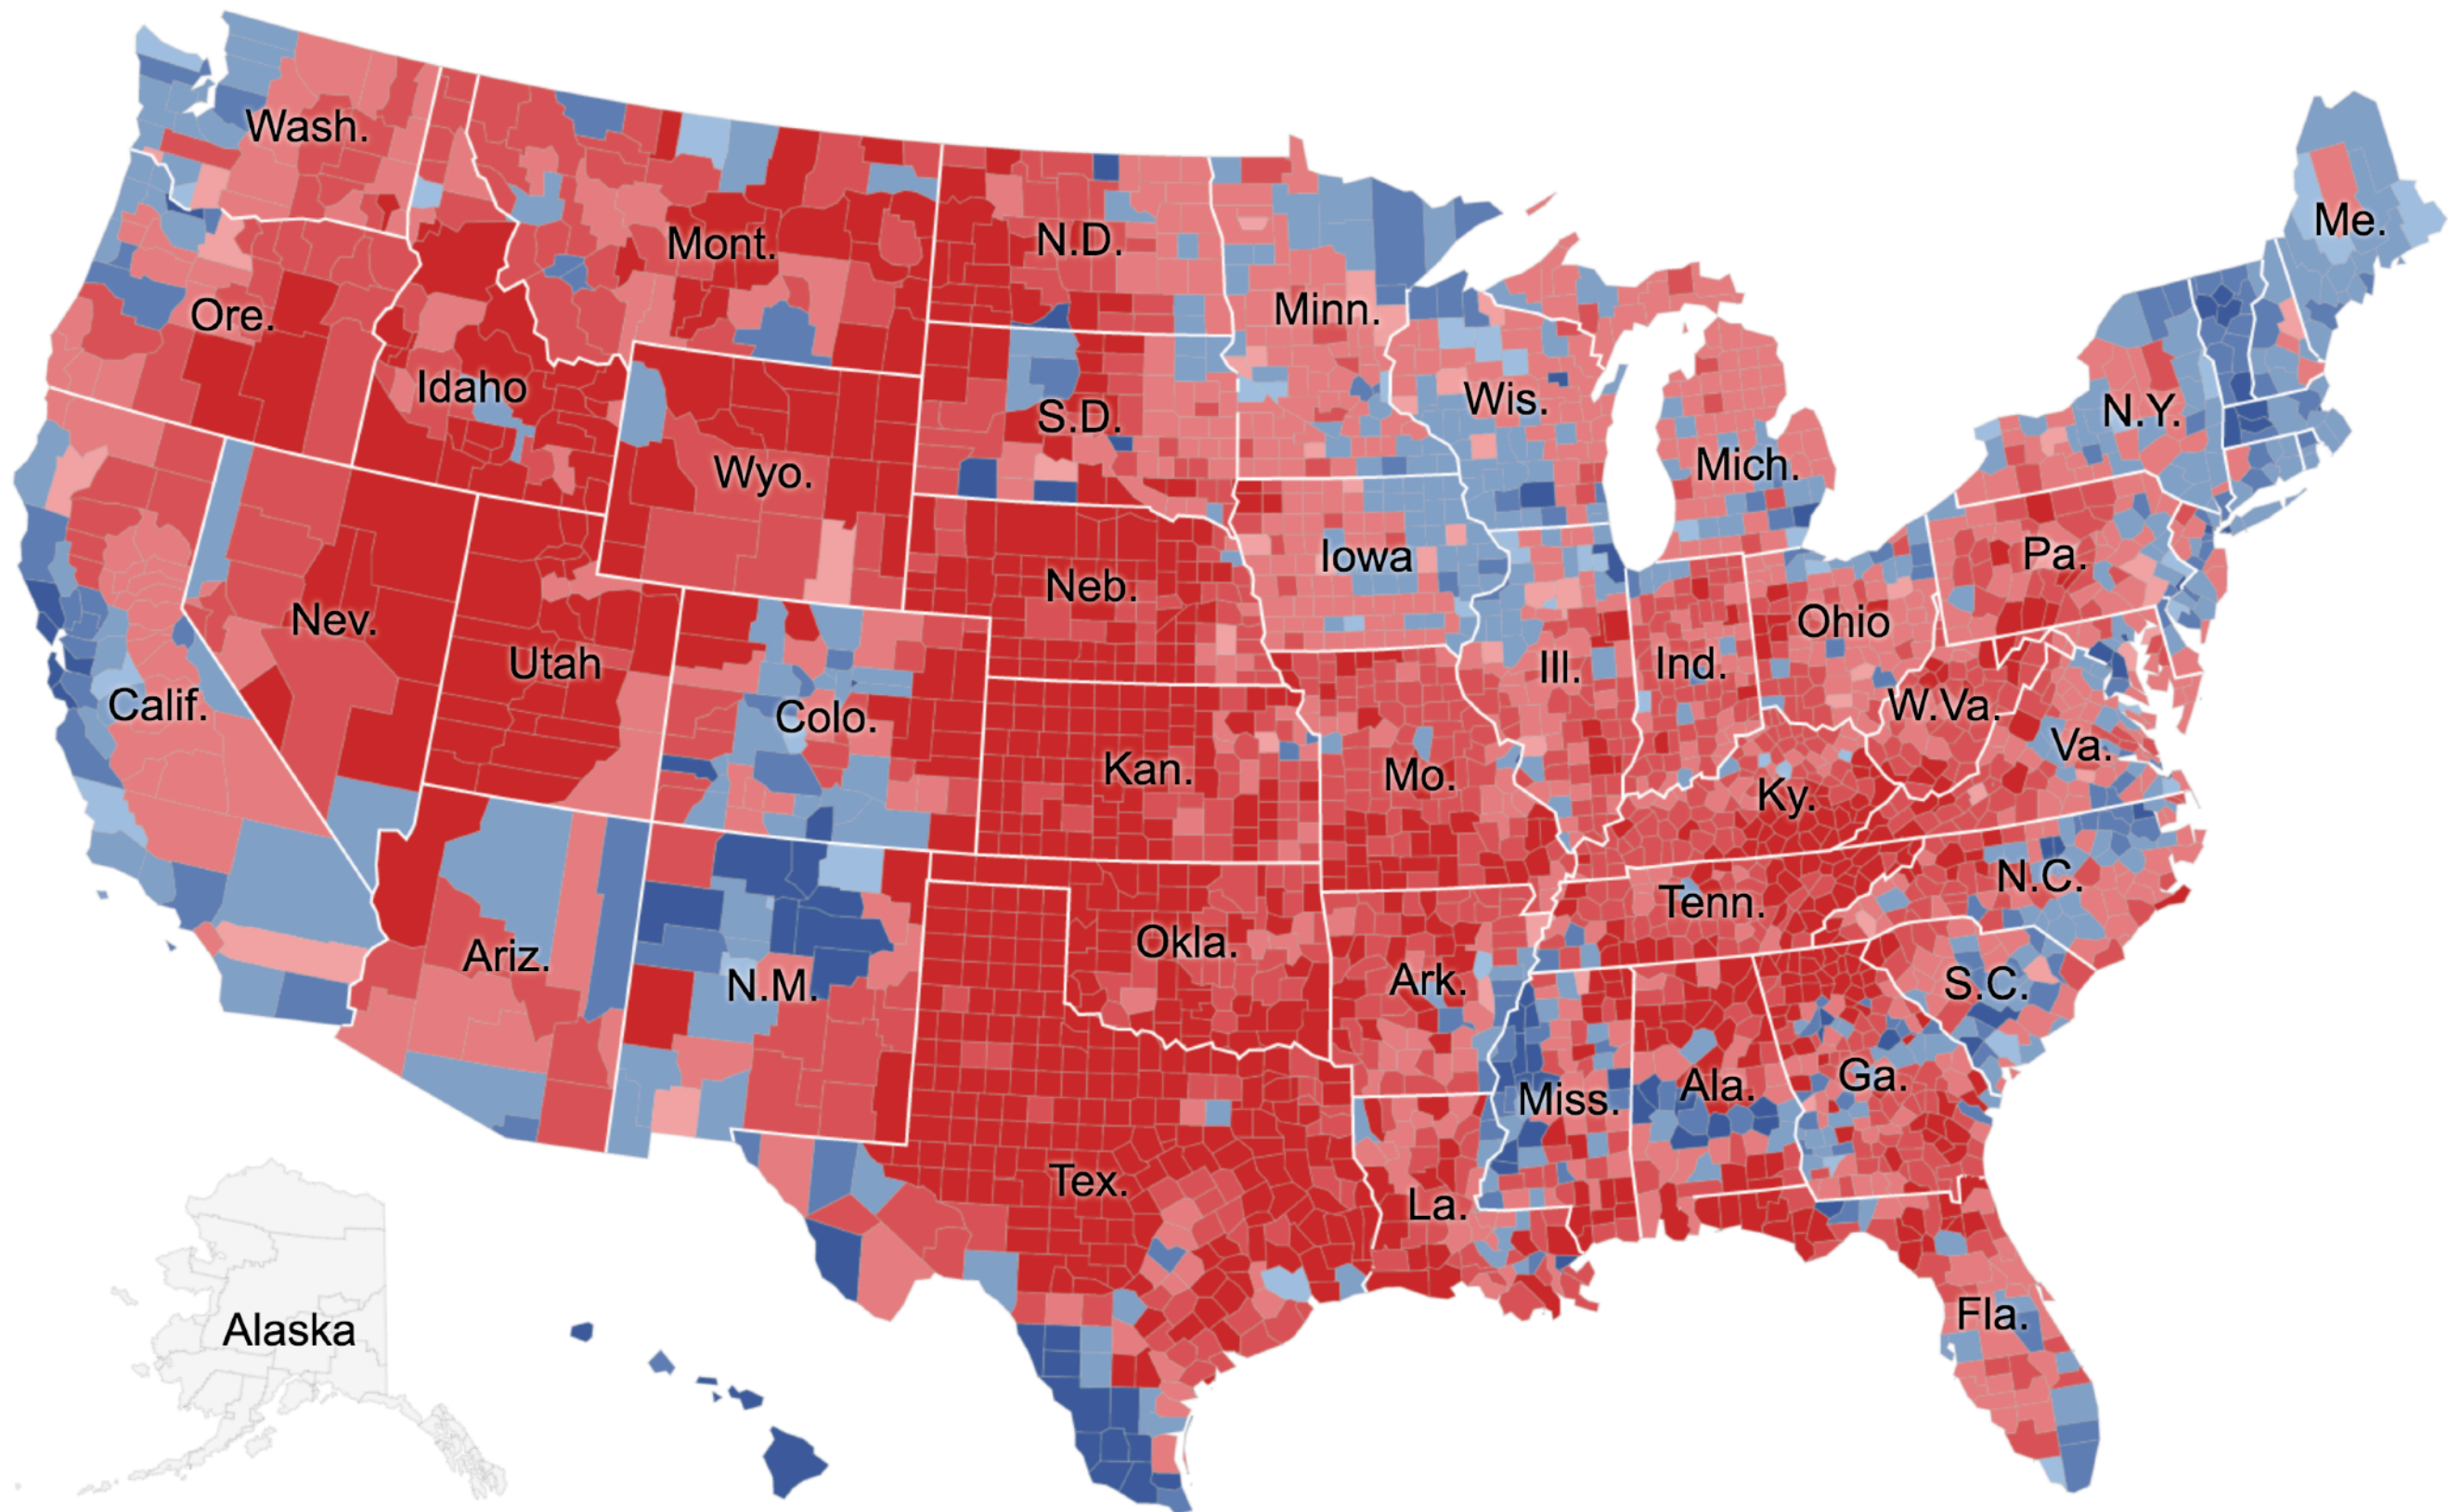 Wash.
Me.
Mont.
N.D.
Ore.
Minn.
Idaho
Wis.
S.D.
N.Y.
Wyo.
Mich.
Iowa
Pa.
Neb.
Nev.
Ohio
Utah
Ill.
Ind.
Calif.
Colo.
W.Va.
Va.
Kan.
Mo.
Ky.
N.C.
Tenn.
Okla.
Ariz.
N.M.
Ark.
S.C.
Miss.
Ala.
Ga.
Tex.
La.
Fla.
Alaska